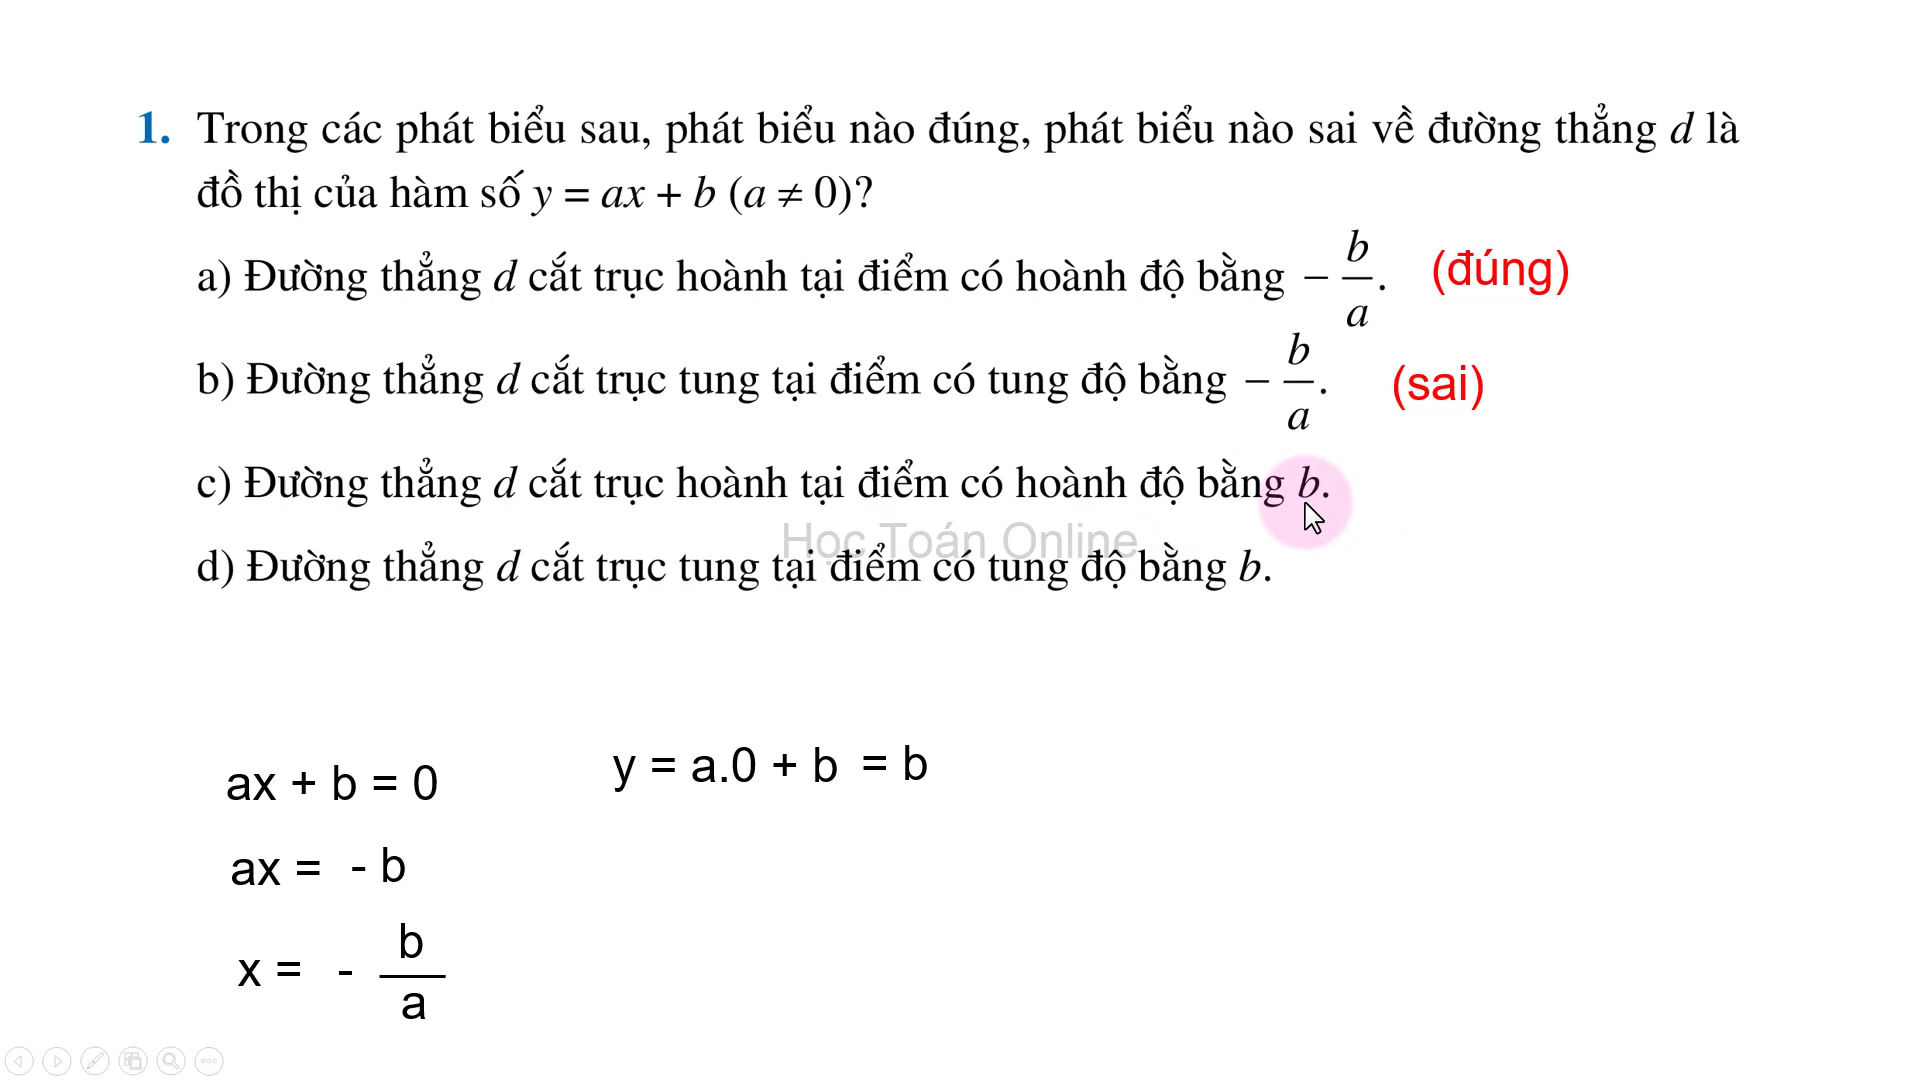 1. Trong các phát biểu sau, phát biểu nào đúng, phát biểu nào sai về đường thẳng d là
đồ thị của hàm số y = ax + b (a ≠ 0)?
a) Đường thẳng d cắt trục hoành tại điểm có hoành độ bằng − b/a. (đúng)
b) Đường thẳng d cắt trục tung tại điểm có tung độ bằng − b/a. (sai)
c) Đường thẳng d cắt trục hoành tại điểm có hoành độ bằng b.
Học Toán Online
d) Đường thẳng d cắt trục tung tại điểm có tung độ bằng b.
ax + b = 0
y = a.0 + b = b
ax = - b
x = - b/a